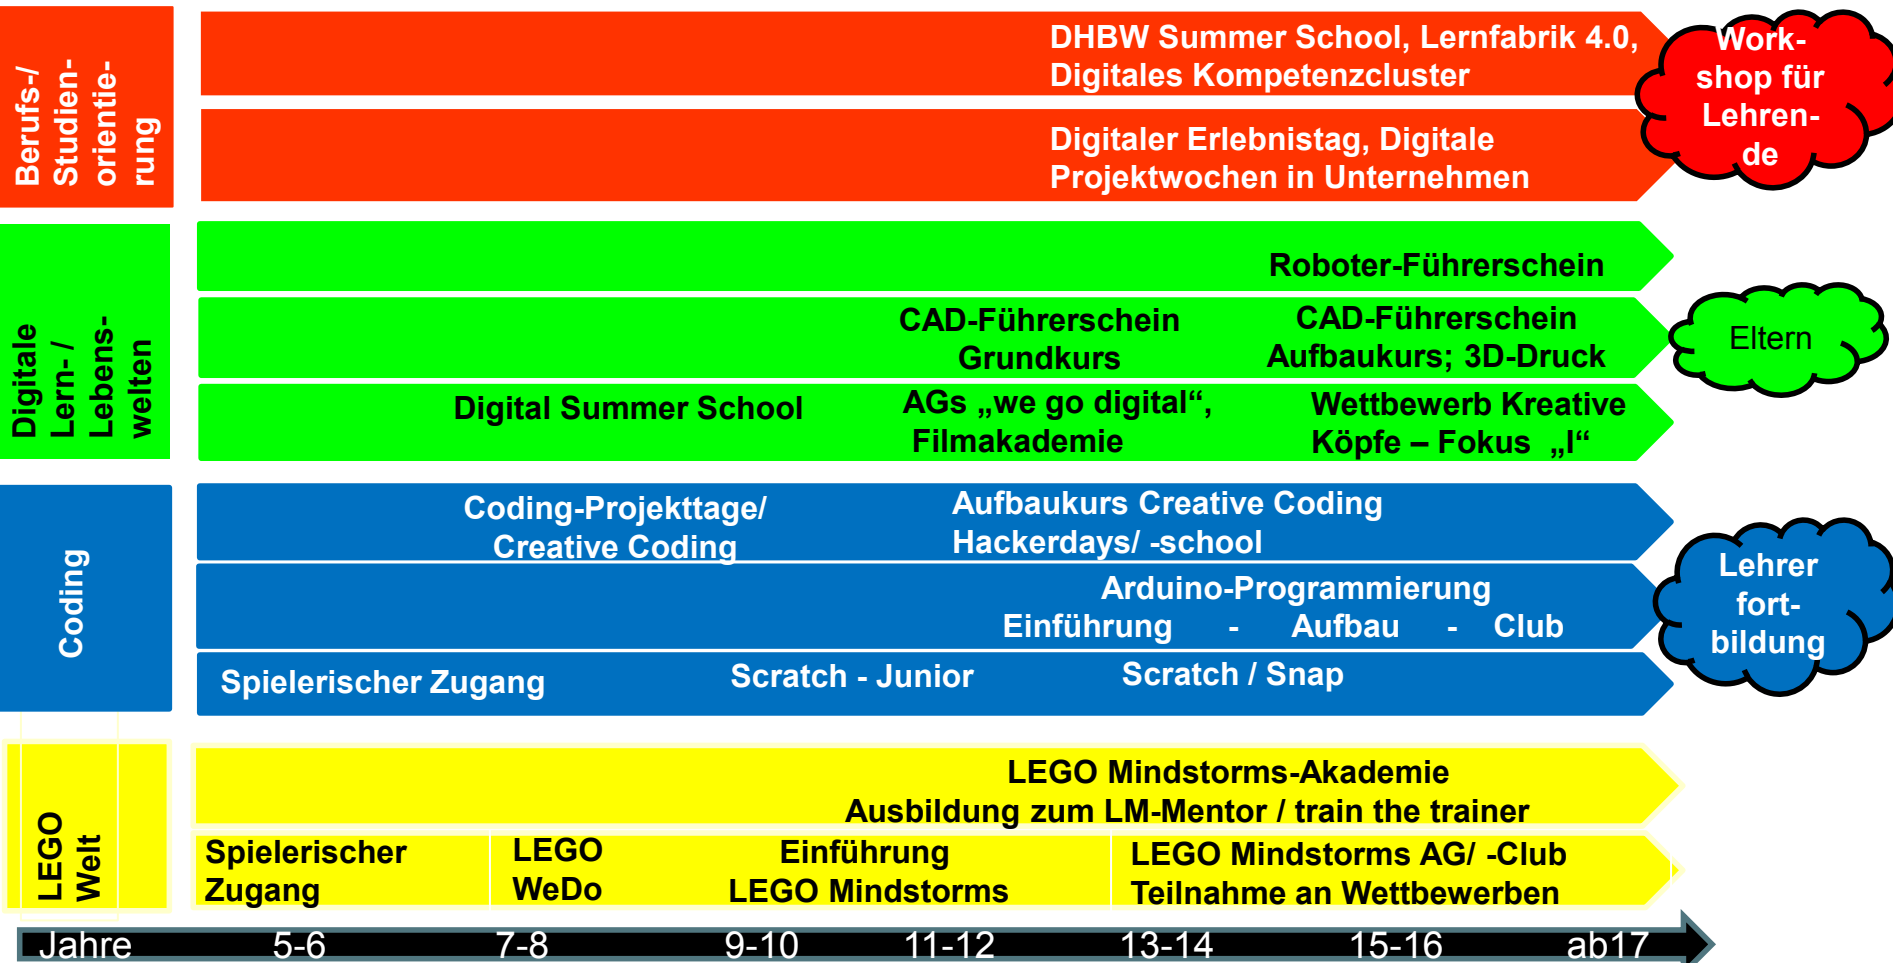 Berufs-/
Studien-
orientie-
rung
DHBW Summer School, Lernfabrik 4.0,
Digitales Kompetenzcluster
Digitaler Erlebnistag, Digitale
Projektwochen in Unternehmen
Work-
shop für
Lehren-
de
Digitale
Lern- /
Lebens-
welten
Roboter-Führerschein
CAD-Führerschein
Grundkurs
CAD-Führerschein
Aufbaukurs; 3D-Druck
Digital Summer School
AGs „we go digital“,
Filmakademie
Wettbewerb Kreative
Köpfe – Fokus „I“
Eltern
Coding
Coding-Projekttage/
Creative Coding
Aufbaukurs Creative Coding
Hackerdays/ -school
Arduino-Programmierung
Einführung - Aufbau - Club
Spielerischer Zugang
Scratch - Junior
Scratch / Snap
Lehrer
fort-
bildung
LEGO
Welt
LEGO Mindstorms-Akademie
Ausbildung zum LM-Mentor / train the trainer
Spielerischer
Zugang
LEGO
WeDo
Einführung
LEGO Mindstorms
LEGO Mindstorms AG/ -Club
Teilnahme an Wettbewerben
Jahre 5-6 7-8 9-10 11-12 13-14 15-16 ab17